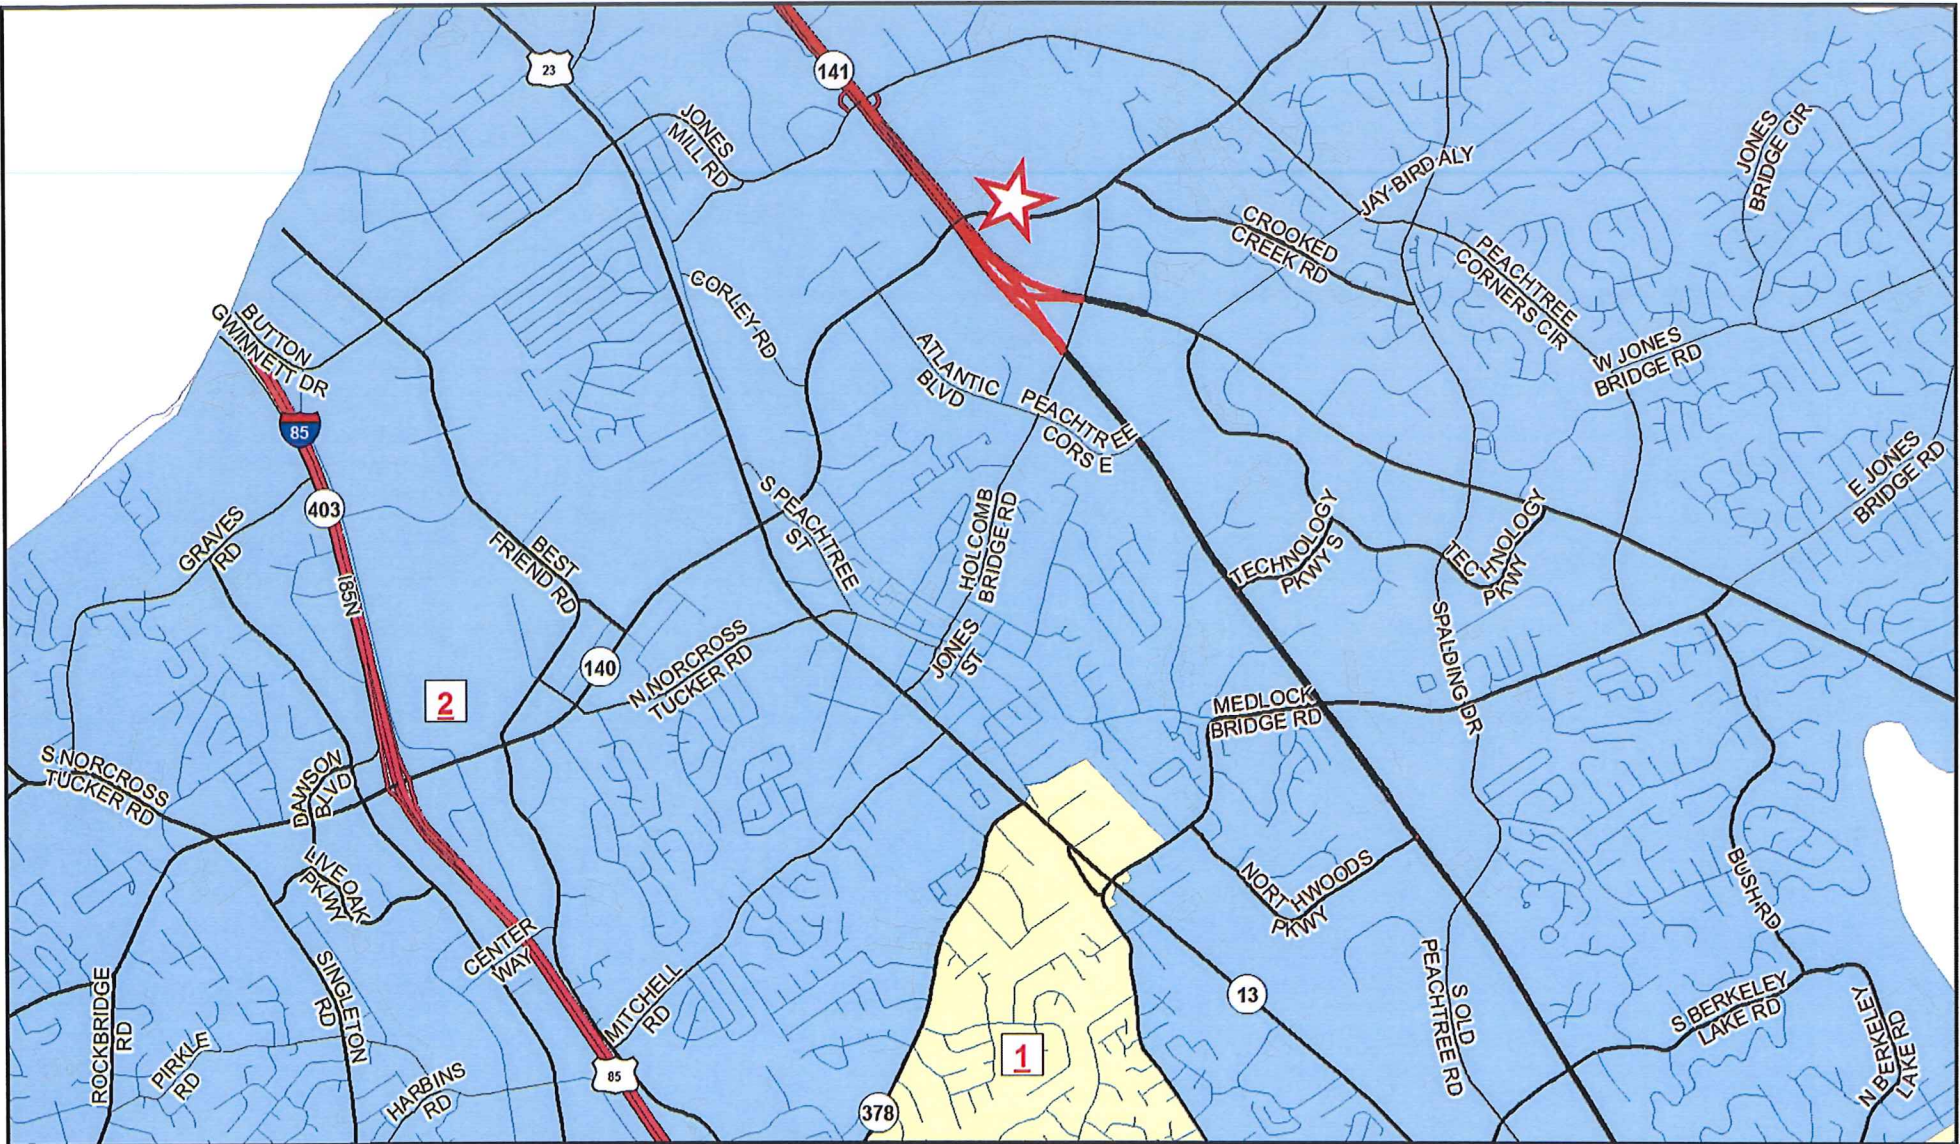 23
141
JONES
MILL RD
JONES
BRIDGE CIR
JAY-BIRD ALY
CROOKED
CREEK RD
PEACHTREE
CORNERS CIR
CORLEY RD
BUTTON
GWINNETT DR
ATLANTIC
BLVD
PEACHTREE
CORS E
W JONES
BRIDGE RD
85
E JONES
BRIDGE RD
403
GRAVES
RD
S PEACHTREE
ST
HOLCOMB
BRIDGE RD
TECHNOLOGY
PKWY S
TECHNOLOGY
PKWY
BEST
FRIEND RD
I85N
SPALDING DR
140
N NORCROSS
TUCKER RD
JONES
ST
2
MEDLOCK
BRIDGE RD
S NORCROSS
TUCKER RD
DAWSON
BLVD
LIVE OAK
PKWY
NORTHWOODS
PKWY
BUSH RD
CENTER
WAY
SINGLETON
RD
ROCKBRIDGE
RD
MITCHELL
RD
13
S OLD
PEACHTREE RD
S BERKELEY
LAKE RD
N BERKELEY
LAKE RD
PIRKLE
RD
1
HARBINS
RD
85
378